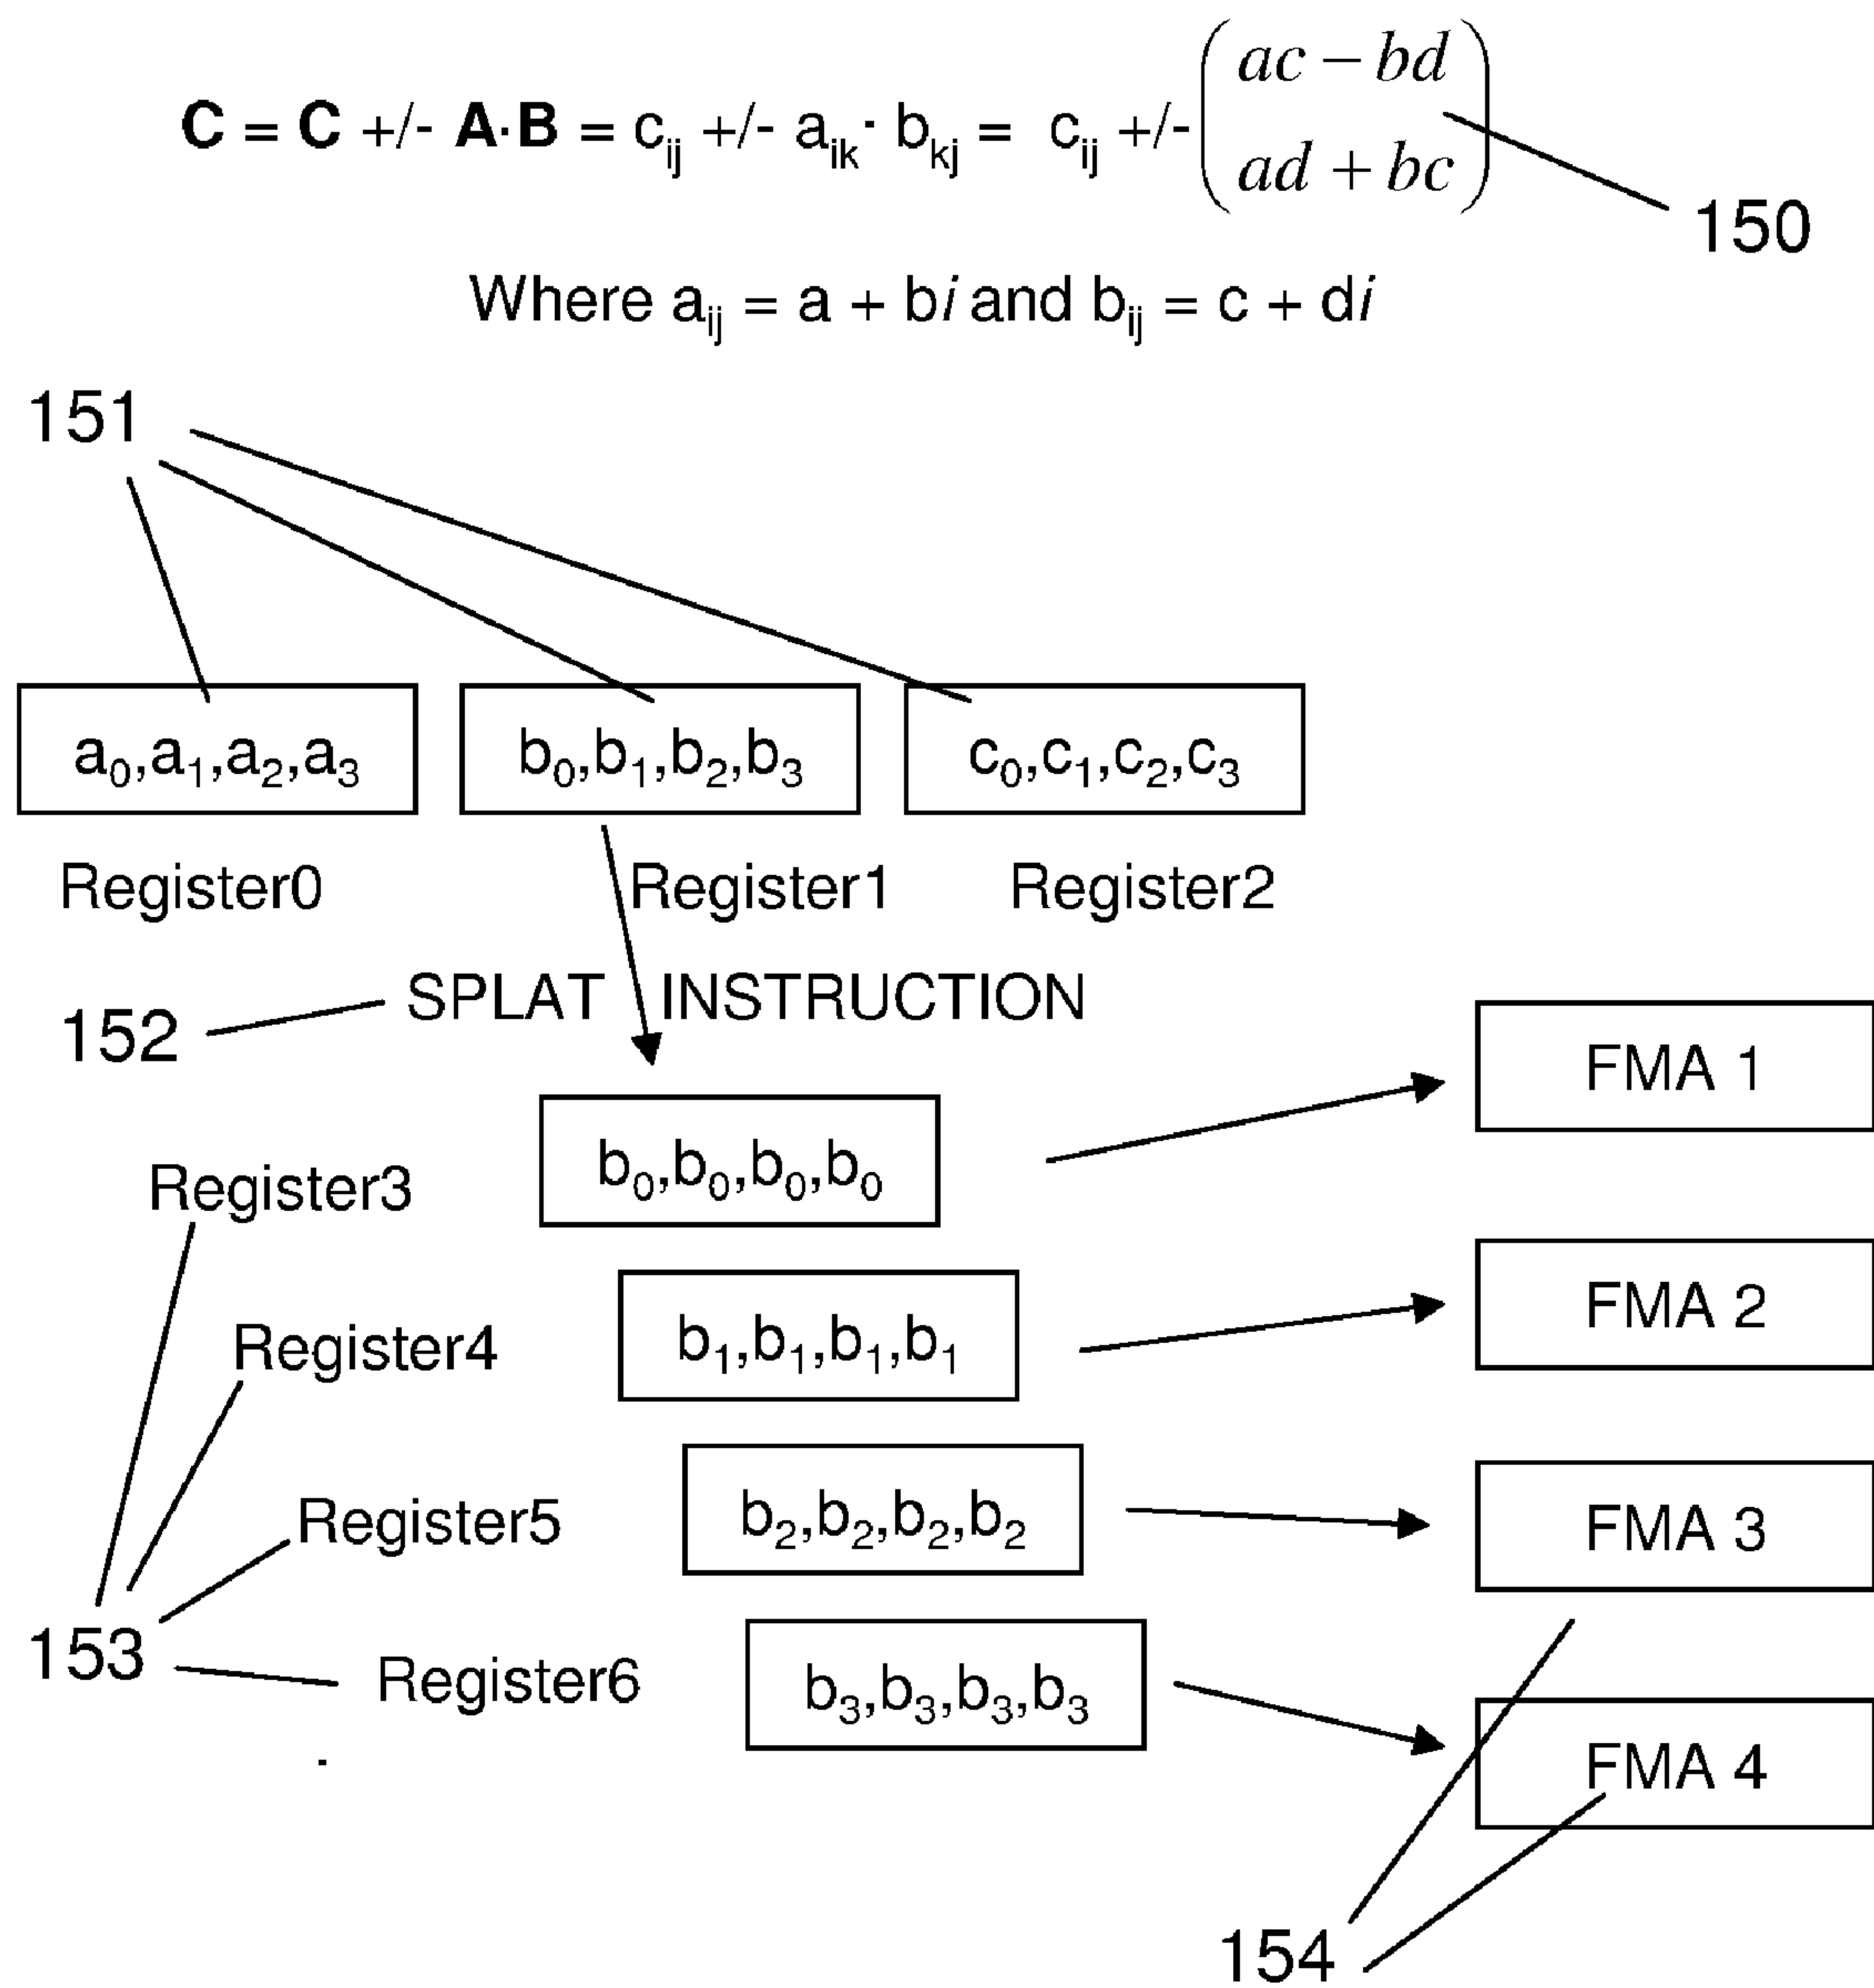 C = C +/- A·B = cᵢⱼ +/- aᵢₖ· bₖⱼ = cᵢⱼ +/- (ac − bd
ad + bc)
150
Where aᵢⱼ = a + bi and bᵢⱼ = c + di
151
a₀,a₁,a₂,a₃
b₀,b₁,b₂,b₃
c₀,c₁,c₂,c₃
Register0
Register1
Register2
152
SPLAT INSTRUCTION
FMA 1
Register3
b₀,b₀,b₀,b₀
FMA 2
Register4
b₁,b₁,b₁,b₁
Register5
b₂,b₂,b₂,b₂
FMA 3
153
Register6
b₃,b₃,b₃,b₃
FMA 4
154